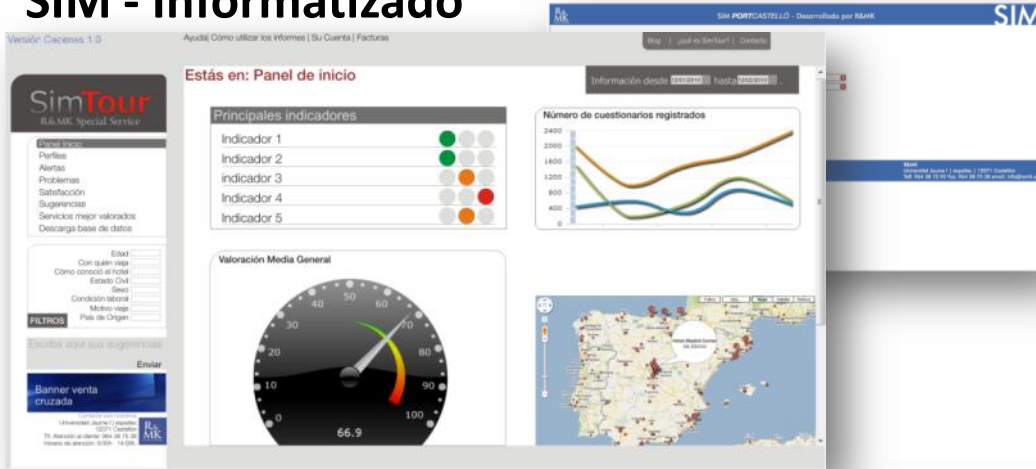 SIM - Informatizado
SIM PORTCASTELLÓ - Desarrollado por R&MK
SIM
R&
MK
Versión Cáceres 1.0
Ayuda| Cómo utilizar los informes | Su Cuenta | Facturas
Blog | ¿qué es SimTour? | Contacto
SimTour
R&MK Special Service
Estás en: Panel de inicio
Información desde hasta
Panel Inicio
Perfiles
Alertas
Problemas
Satisfacción
Sugerencias
Servicios mejor valorados
Descarga base de datos
Principales indicadores
Indicador 1
Indicador 2
indicador 3
Indicador 4
Indicador 5
Número de cuestionarios registrados
2400
2000
1600
1200
800
400
0
Edad
Con quién viaja
Cómo conoció el hotel
Estado Civil
Sexo
Condición laboral
Motivo viaje
País de Origen
FILTROS
Escriba aquí sus sugerencias
Enviar
Banner venta
cruzada
R&
MK
Valoración Media General
0
10
20
30
40
50
60
70
80
90
100
66.9
Hotel Madrid Center